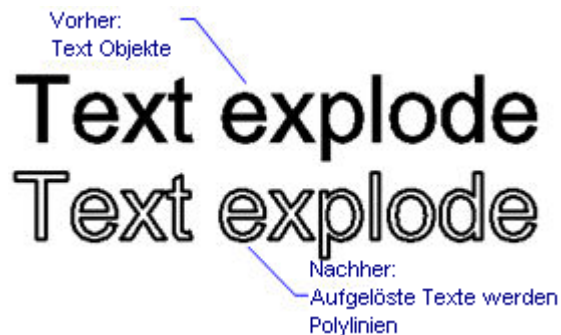 Vorher:
Text Objekte
Text explode
Text explode
Nachher:
Aufgelöste Texte werden
Polylinien